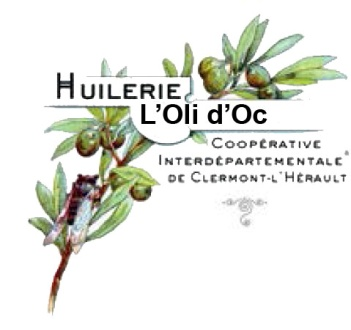 HUILERIE
L'Oli d'Oc
COOPÉRATIVE
INTERDÉPARTEMENTALE
DE CLERMONT-L'HÉRAULT